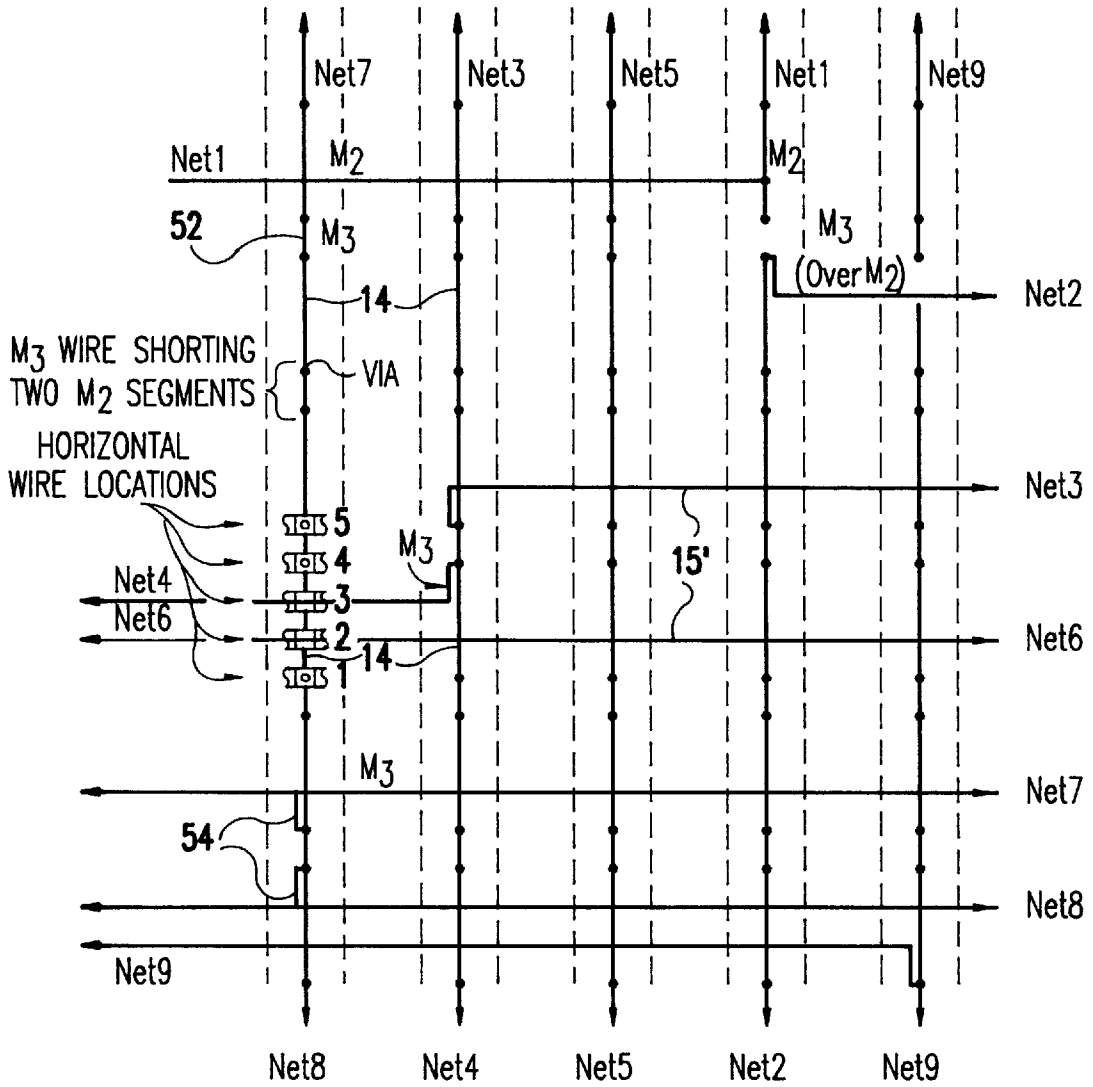 Net7 Net3 Net5 Net1 Net9
Net1 M2 M2
52 M3 M3
(Over M2)
14 Net2
M3 WIRE SHORTING
TWO M2 SEGMENTS
VIA
HORIZONTAL
WIRE LOCATIONS
Net3
5
4 M3 15'
Net4 3
Net6 2 Net6
14
1
M3 Net7
54
Net8
Net9
Net8 Net4 Net5 Net2 Net9